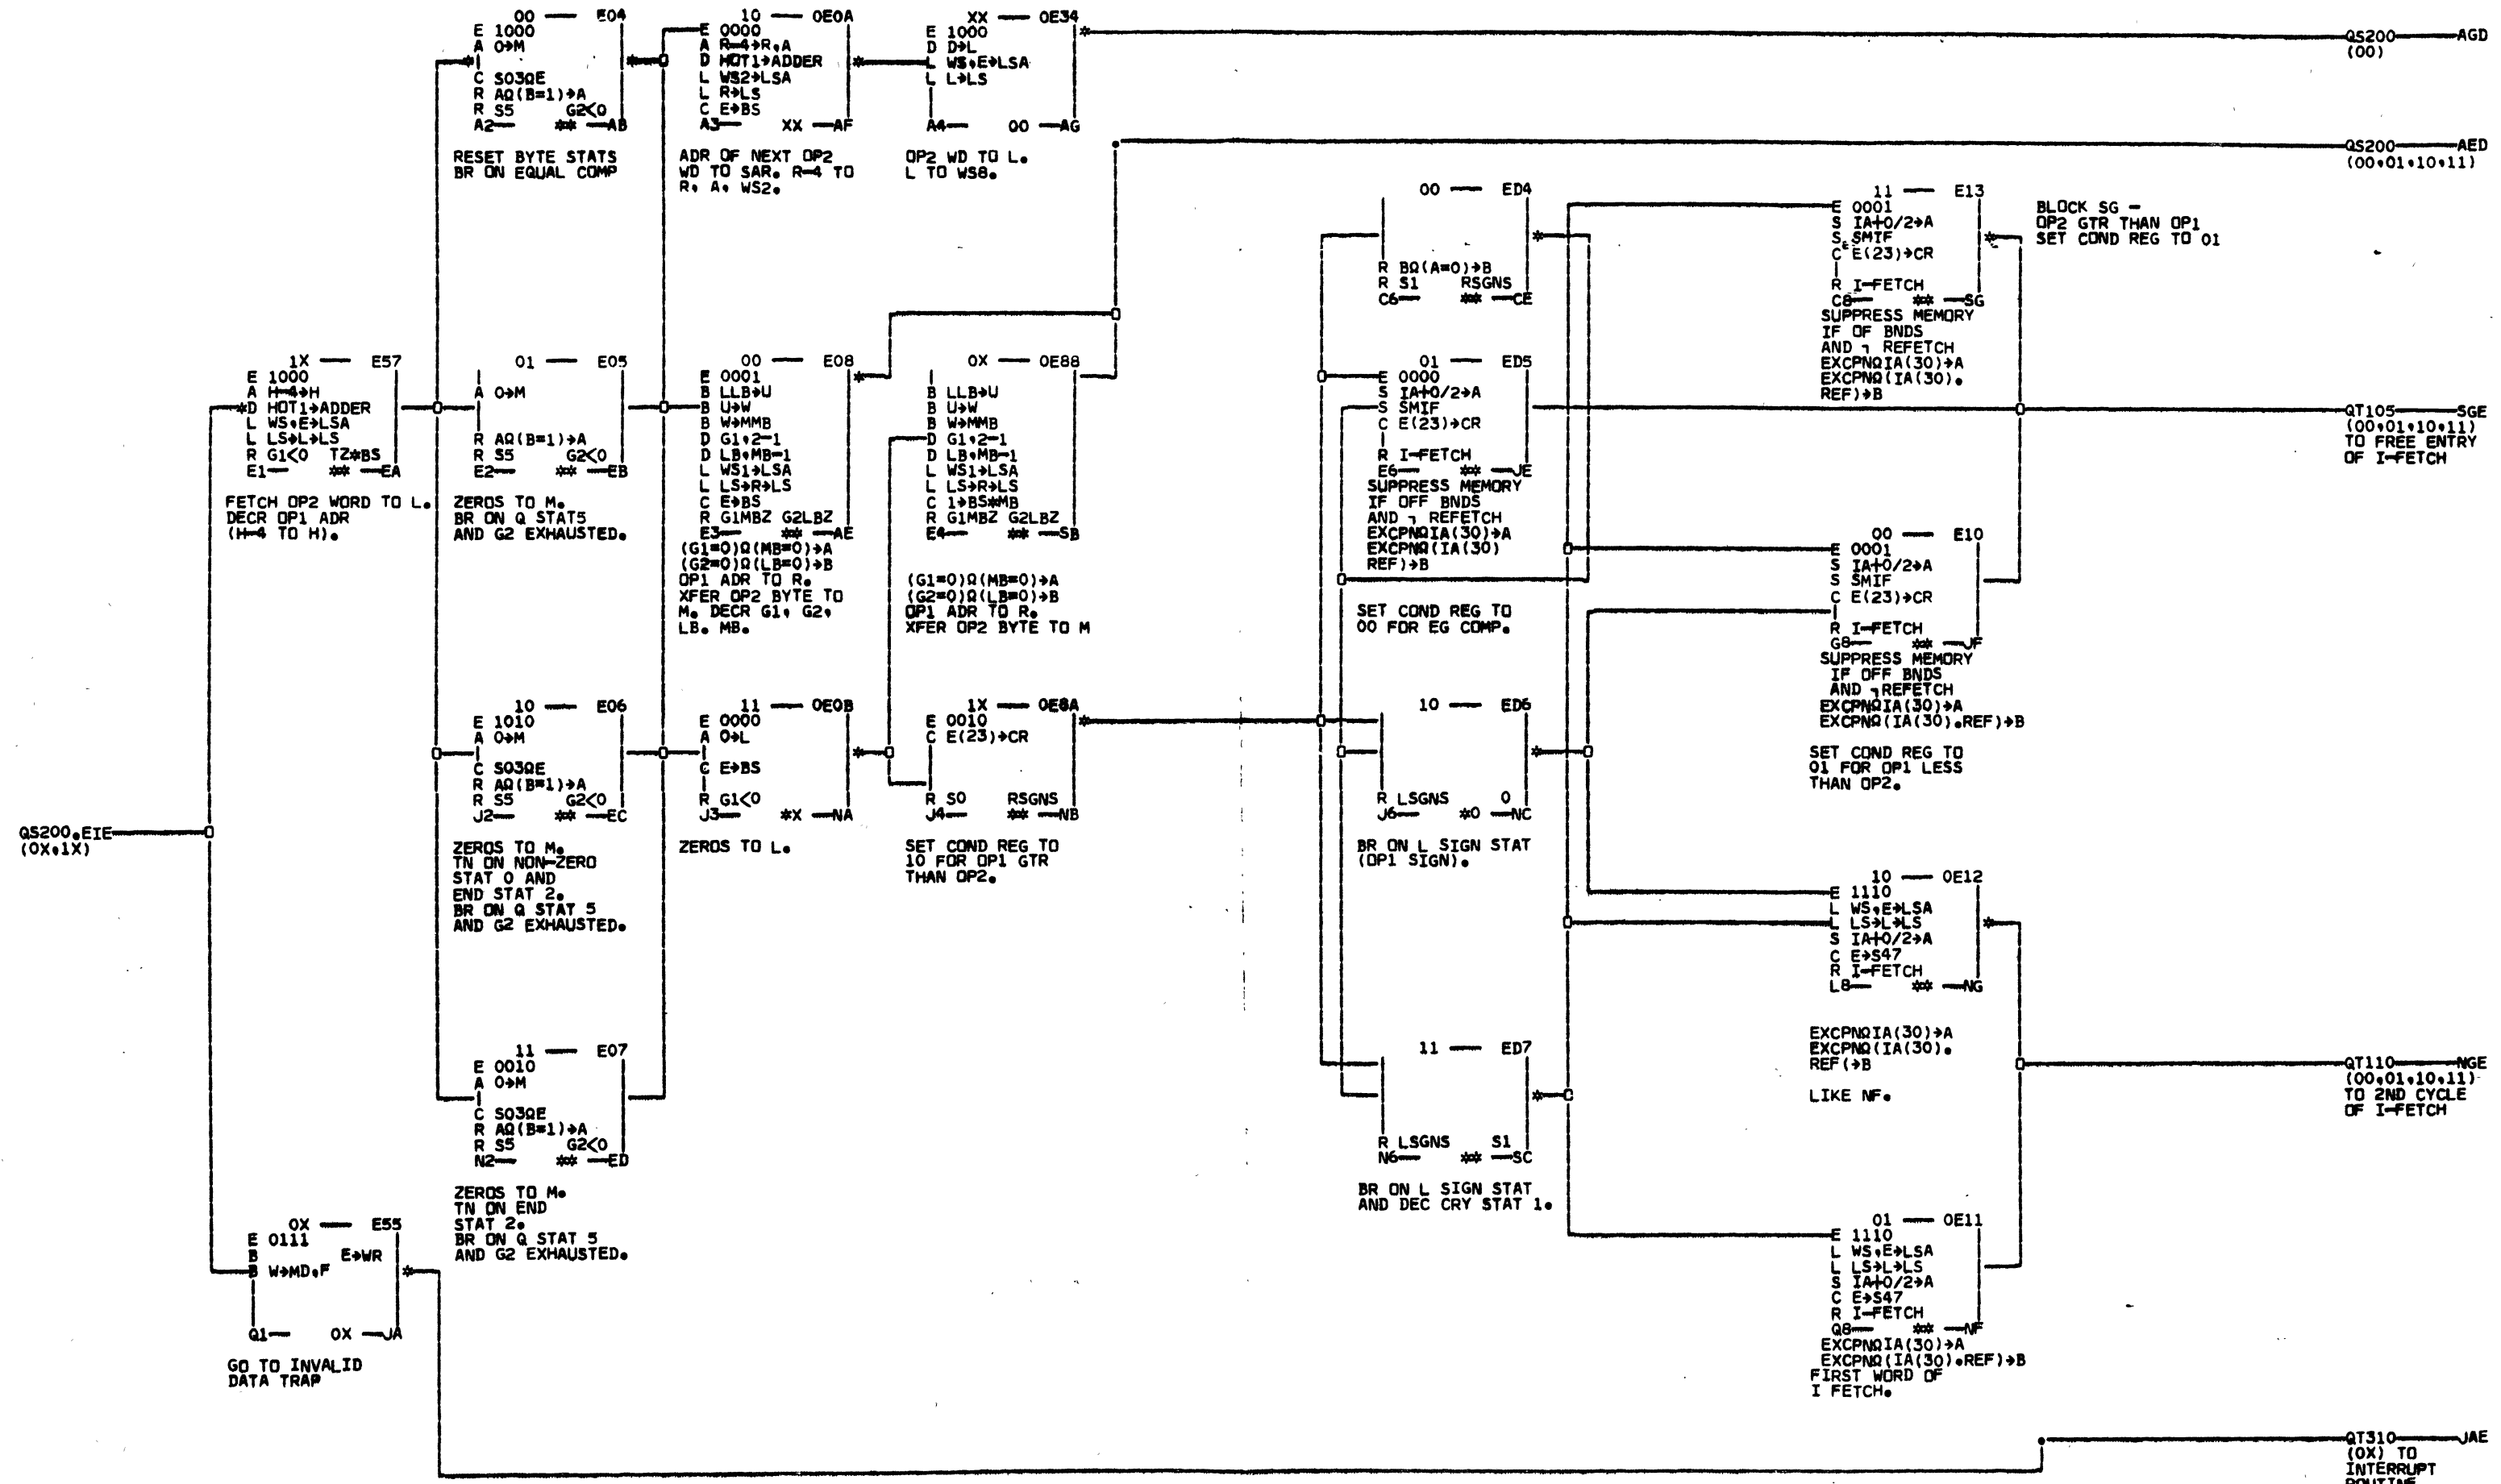 QS200.EIE
(0X,1X)
1X — E57
E 1000
A H-4→H
*D HOT1→ADDER
L WS,E→LSA
L LS→L→LS
R G1<0 TZ*BS
E1— ** —EA
FETCH OP2 WORD TO L.
DECR OP1 ADR
(H-4 TO H).
0X — E55
E 0111
B E→WR
B W→MD,F
Q1— 0X —JA
GO TO INVALID
DATA TRAP
00 — E04
E 1000
A 0→M
C S03ΩE
R AΩ(B=1)→A
R S5 G2<0
A2— ** —AB
RESET BYTE STATS
BR ON EQUAL COMP
01 — E05
A 0→M
R AΩ(B=1)→A
R S5 G2<0
E2— ** —EB
ZEROS TO M.
BR ON Q STAT5
AND G2 EXHAUSTED.
10 — E06
E 1010
A 0→M
C S03ΩE
R AΩ(B=1)→A
R S5 G2<0
J2— ** —EC
ZEROS TO M.
TN ON NON-ZERO
STAT 0 AND
END STAT 2.
BR ON Q STAT 5
AND G2 EXHAUSTED.
11 — E07
E 0010
A 0→M
C S03ΩE
R AΩ(B=1)→A
R S5 G2<0
N2— ** —ED
ZEROS TO M.
TN ON END
STAT 2.
BR ON Q STAT 5
AND G2 EXHAUSTED.
10 — 0E0A
E 0000
A R-4→R,A
D HOT1→ADDER
L WS2→LSA
L R→LS
C E→BS
A3— XX —AF
ADR OF NEXT OP2
WD TO SAR. R-4 TO
R, A, WS2.
00 — E08
E 0001
B LLB→U
B U→W
B W→MMB
D G1,2-1
D LB,MB-1
L WS1→LSA
L LS→R→LS
C E→BS
R G1MBZ G2LBZ
E3— ** —AE
(G1=0)Ω(MB=0)→A
(G2=0)Ω(LB=0)→B
OP1 ADR TO R.
XFER OP2 BYTE TO
M. DECR G1, G2,
LB. MB.
11 — 0E0B
E 0000
A 0→L
C E→BS
R G1<0
J3— *X —NA
ZEROS TO L.
XX — 0E34
E 1000
D D→L
L WS,E→LSA
L L→LS
A4— 00 —AG
OP2 WD TO L.
L TO WS8.
0X — 0E88
B LLB→U
B U→W
B W→MMB
D G1,2-1
D LB,MB-1
L WS1→LSA
L LS→R→LS
C 1→BS*MB
R G1MBZ G2LBZ
E4— ** —SB
(G1=0)Ω(MB=0)→A
(G2=0)Ω(LB=0)→B
OP1 ADR TO R.
XFER OP2 BYTE TO M
1X — 0E8A
E 0010
C E(23)→CR
R S0 RSGNS
J4— ** —NB
SET COND REG TO
10 FOR OP1 GTR
THAN OP2.
00 — ED4
R BΩ(A=0)→B
R S1 RSGNS
C6— ** —CE
01 — ED5
E 0000
S IA+0/2→A
S SMIF
C E(23)→CR
R I-FETCH
E6— ** —JE
SUPPRESS MEMORY
IF OFF BNDS
AND ¬ REFETCH
EXCPNΩIA(30)→A
EXCPNΩ(IA(30)
REF)→B
SET COND REG TO
00 FOR EG COMP.
10 — ED6
R LSGNS 0
J6— *0 —NC
BR ON L SIGN STAT
(OP1 SIGN).
11 — ED7
R LSGNS S1
N6— ** —SC
BR ON L SIGN STAT
AND DEC CRY STAT 1.
11 — E13
E 0001
S IA+0/2→A
S SMIF
C E(23)→CR
R I-FETCH
C8— ** —SG
SUPPRESS MEMORY
IF OF BNDS
AND ¬ REFETCH
EXCPNΩIA(30)→A
EXCPNΩ(IA(30).
REF)→B
BLOCK SG -
OP2 GTR THAN OP1
SET COND REG TO 01
00 — E10
E 0001
S IA+0/2→A
S SMIF
C E(23)→CR
R I-FETCH
G8— ** —JF
SUPPRESS MEMORY
IF OFF BNDS
AND ¬REFETCH
EXCPNΩIA(30)→A
EXCPNΩ(IA(30).REF)→B
SET COND REG TO
01 FOR OP1 LESS
THAN OP2.
10 — 0E12
E 1110
L WS,E→LSA
L LS→L→LS
S IA+0/2→A
C E→S47
R I-FETCH
L8— ** —NG
EXCPNΩIA(30)→A
EXCPNΩ(IA(30).
REF(→B
LIKE NF.
01 — 0E11
E 1110
L WS,E→LSA
L LS→L→LS
S IA+0/2→A
C E→S47
R I-FETCH
Q8— ** —NF
EXCPNΩIA(30)→A
EXCPNΩ(IA(30).REF)→B
FIRST WORD OF
I FETCH.
QS200—AGD
(00)
QS200—AED
(00,01,10,11)
QT105—SGE
(00,01,10,11)
TO FREE ENTRY
OF I-FETCH
QT110—NGE
(00,01,10,11)
TO 2ND CYCLE
OF I-FETCH
QT310—JAE
(0X) TO
INTERRUPT
ROUTINE